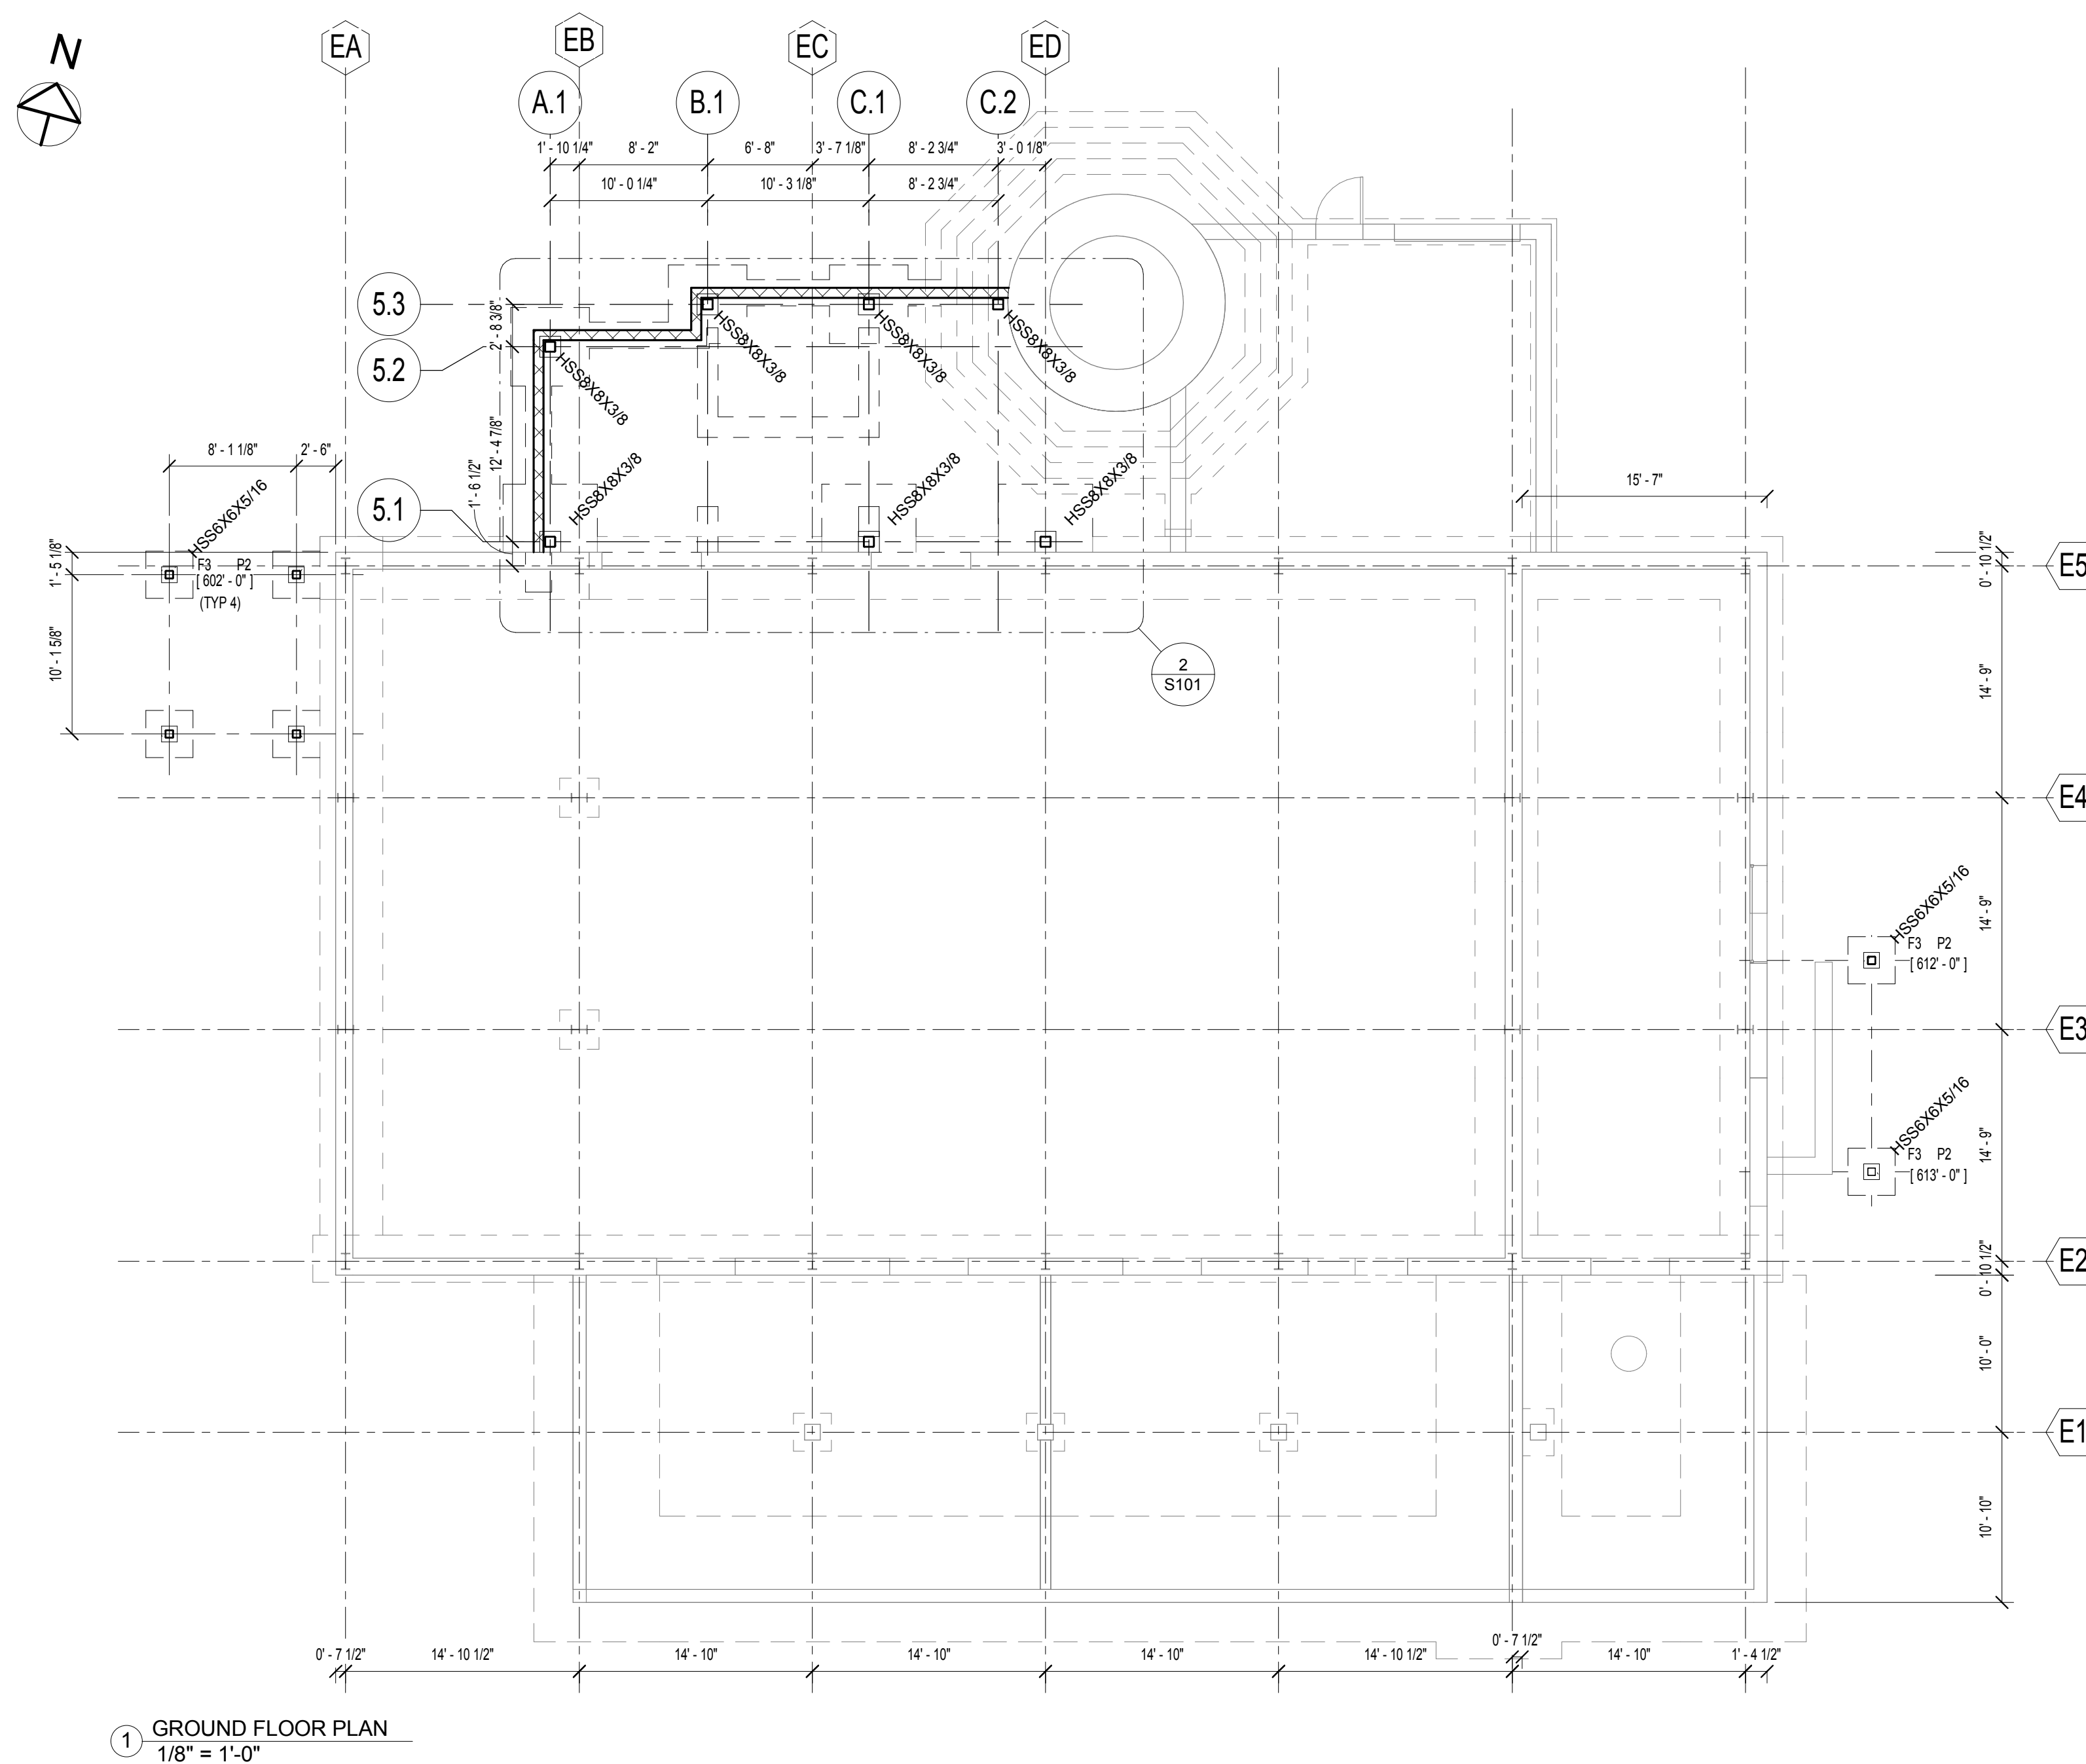 N
EA
EB
EC
ED
A.1
B.1
C.1
C.2
1' - 10 1/4"
8' - 2"
6' - 8"
3' - 7 1/8"
8' - 2 3/4"
3' - 0 1/8"
10' - 0 1/4"
10' - 3 1/8"
8' - 2 3/4"
5.3
5.2
5.1
2' - 8 3/8"
12' - 4 7/8"
1' - 6 1/2"
HSS8X8X3/8
HSS8X8X3/8
HSS8X8X3/8
HSS8X8X3/8
HSS8X8X3/8
HSS8X8X3/8
HSS8X8X3/8
8' - 1 1/8"
2' - 6"
HSS6X6X5/16
F3 P2
[ 602' - 0" ]
(TYP 4)
1' - 5 1/8"
10' - 1 5/8"
15' - 7"
2
S101
0' - 10 1/2"
E5
14' - 9"
E4
14' - 9"
HSS6X6X5/16
F3 P2
[ 612' - 0" ]
E3
14' - 9"
HSS6X6X5/16
F3 P2
[ 613' - 0" ]
0' - 10 1/2"
E2
10' - 0"
E1
10' - 10"
0' - 7 1/2"
14' - 10 1/2"
14' - 10"
14' - 10"
14' - 10"
14' - 10 1/2"
0' - 7 1/2"
14' - 10"
1' - 4 1/2"
1
GROUND FLOOR PLAN
1/8" = 1'-0"